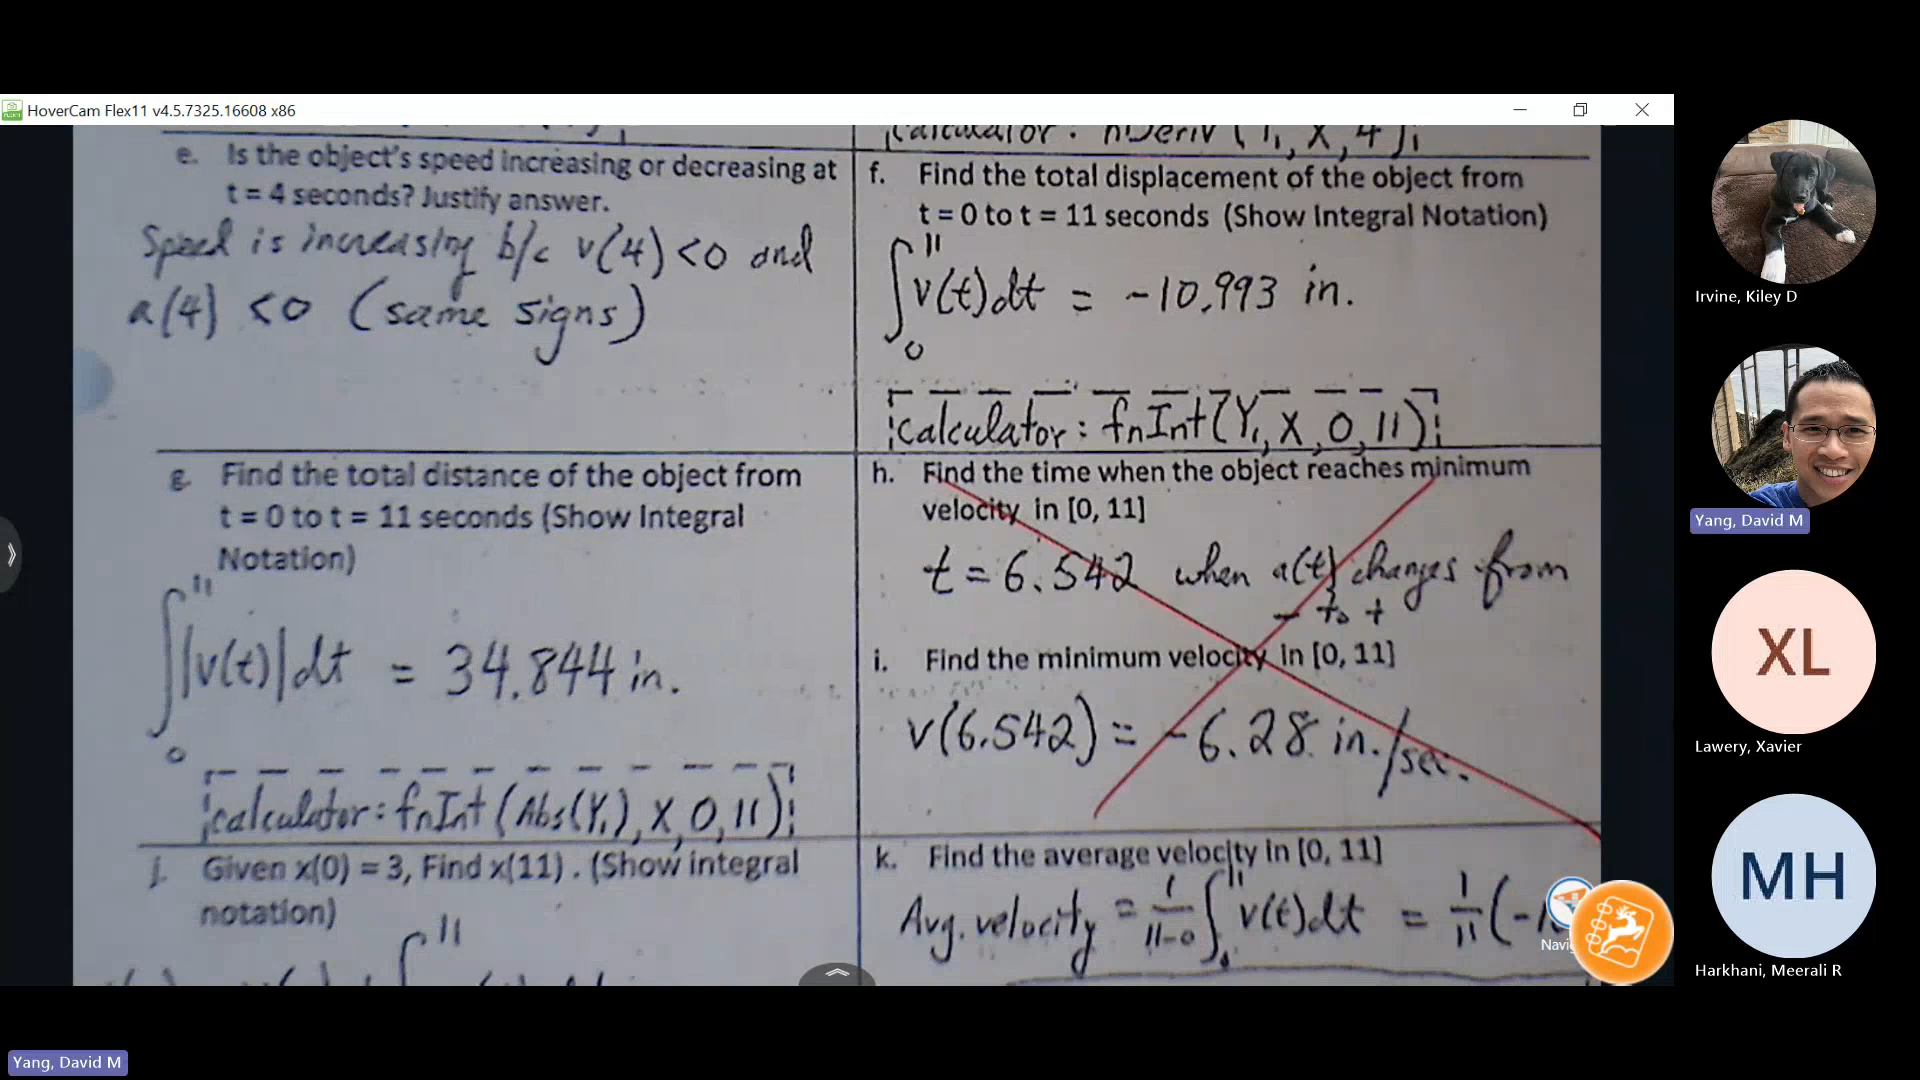 HoverCam Flex11 v4.5.7325.16608 x86
calculator: nDeriv(Y₁, X, 4)
e. Is the object's speed increasing or decreasing at
t = 4 seconds? Justify answer.
Speed is increasing b/c v(4) <0 and
a(4) <0 (same signs)
f. Find the total displacement of the object from
t = 0 to t = 11 seconds (Show Integral Notation)
∫₀¹¹ v(t)dt = -10.993 in.
calculator: fnInt(Y₁, X, 0, 11)
g. Find the total distance of the object from
t = 0 to t = 11 seconds (Show Integral
Notation)
∫₀¹¹ |v(t)|dt = 34.844 in.
calculator: fnInt(Abs(Y₁), X, 0, 11)
h. Find the time when the object reaches minimum
velocity in [0, 11]
t = 6.542 when a(t) changes from
- to +
i. Find the minimum velocity in [0, 11]
v(6.542) = -6.28 in./sec.
j. Given x(0) = 3, Find x(11) . (Show integral
notation)
11
k. Find the average velocity in [0, 11]
Avg. velocity = 1/(11-0) ∫₀¹¹ v(t)dt = 1/11 (-1
Navi
Irvine, Kiley D
Yang, David M
XL
Lawery, Xavier
MH
Harkhani, Meerali R
Yang, David M